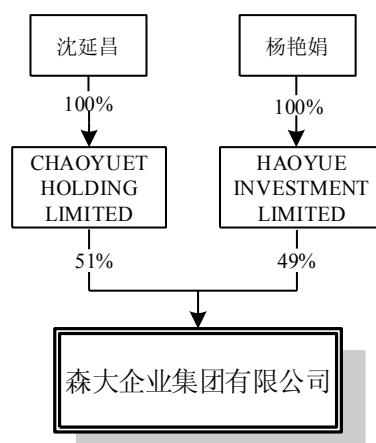 沈延昌
杨艳娟
100%
100%
CHAOYUET
HOLDING
LIMITED
HAOYUE
INVESTMENT
LIMITED
51%
49%
森大企业集团有限公司